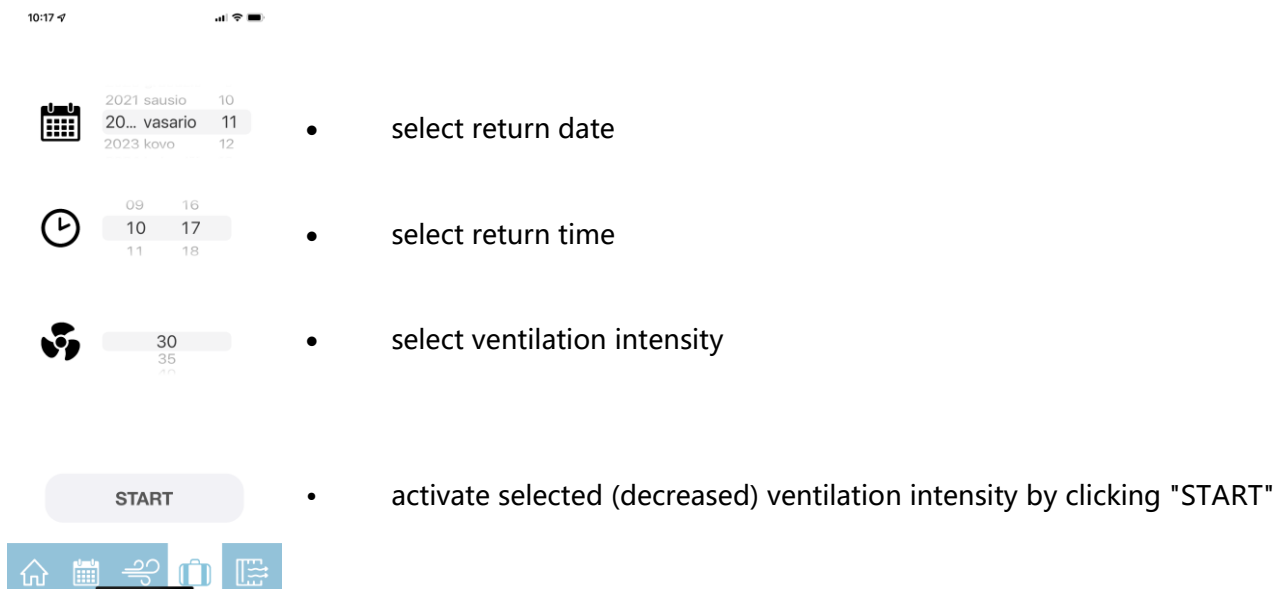 10:17
2021 sausio 10
20... vasario 11
2023 kovo 12
• select return date
09 16
10 17
11 18
• select return time
30
35
• select ventilation intensity
START
• activate selected (decreased) ventilation intensity by clicking "START"